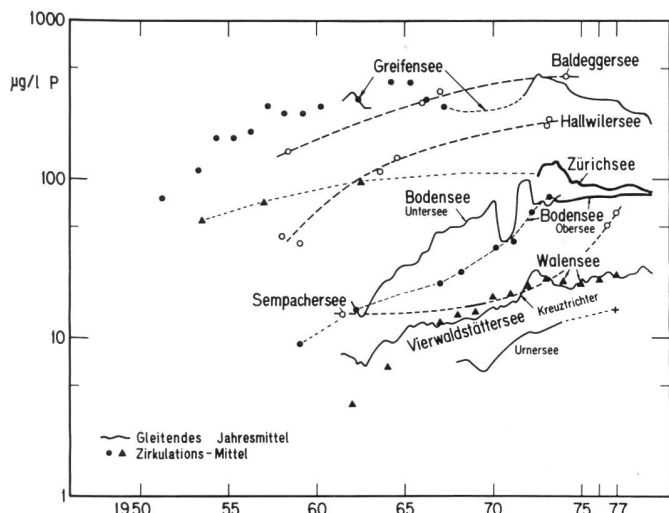 1000
µg/l P
100
10
1
Baldeggersee
Greifensee
Hallwilersee
Zürichsee
Bodensee
Untersee
Bodensee
Obersee
Walensee
Sempachersee
Kreuztrichter
Vierwaldstättersee
Urnersee
Gleitendes Jahresmittel
Zirkulations-Mittel
1950 55 60 65 70 75 77